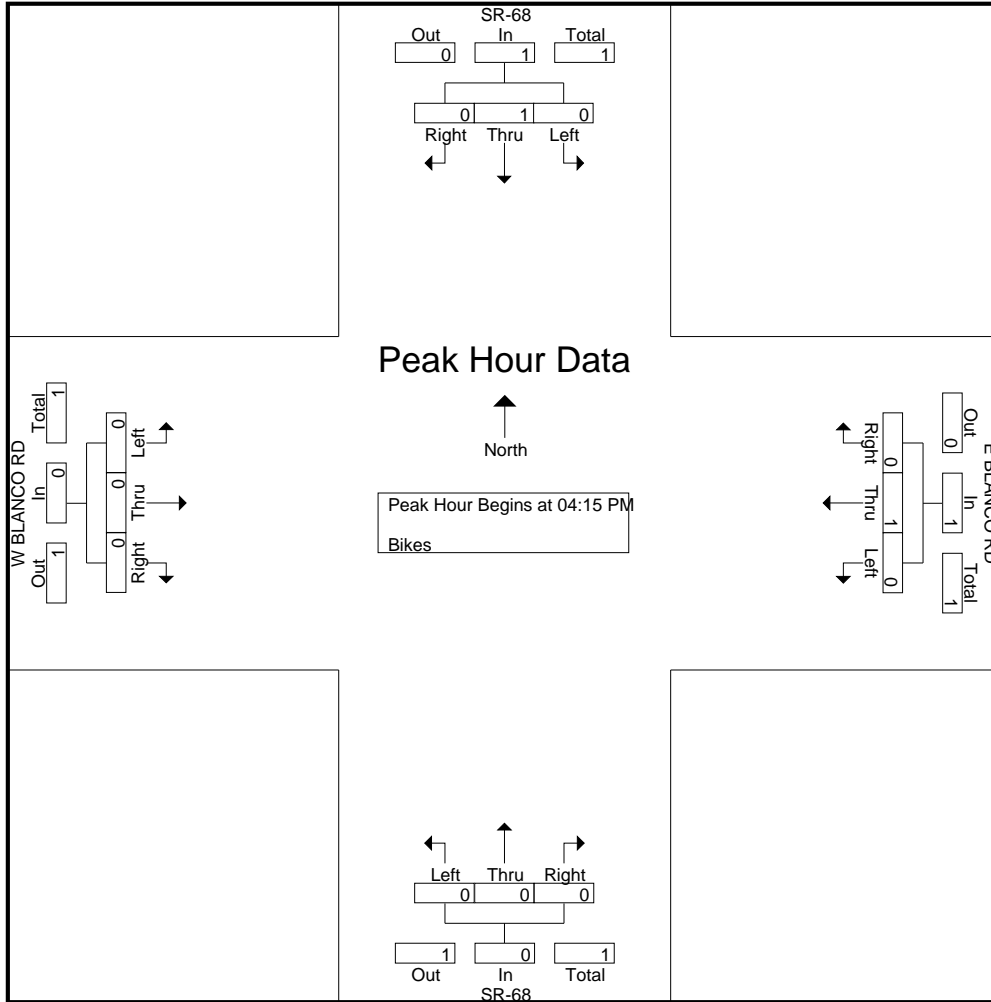 SR-68
Out In Total
0 1 1
0 1 0
Right Thru Left
Peak Hour Data
North
Peak Hour Begins at 04:15 PM
Bikes
W BLANCO RD
Out In Total
1 0 1
0 0 0
Right Thru Left
E BLANCO RD
Out In Total
0 1 1
0 1 0
Right Thru Left
Left Thru Right
0 0 0
1 0 1
Out In Total
SR-68